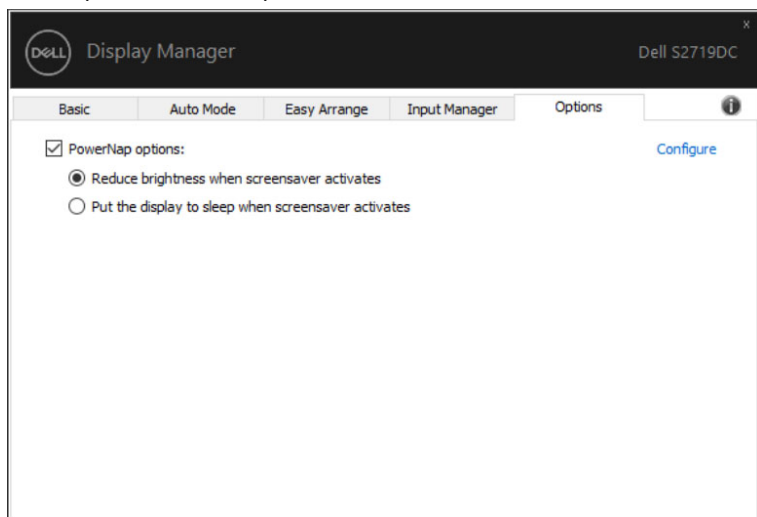 x
DELL Display Manager Dell S2719DC
Basic Auto Mode Easy Arrange Input Manager Options i
PowerNap options: Configure
Reduce brightness when screensaver activates
Put the display to sleep when screensaver activates